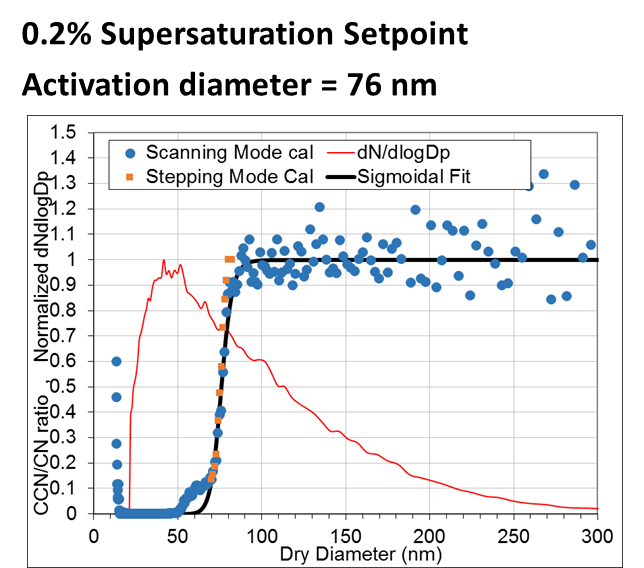 0.2% Supersaturation Setpoint
Activation diameter = 76 nm
Scanning Mode cal
dN/dlogDp
Stepping Mode Cal
Sigmoidal Fit
CCN/CN ratio , Normalized dNdlogDp
1.5
1.4
1.3
1.2
1.1
1
0.9
0.8
0.7
0.6
0.5
0.4
0.3
0.2
0.1
0
0 50 100 150 200 250 300
Dry Diameter (nm)